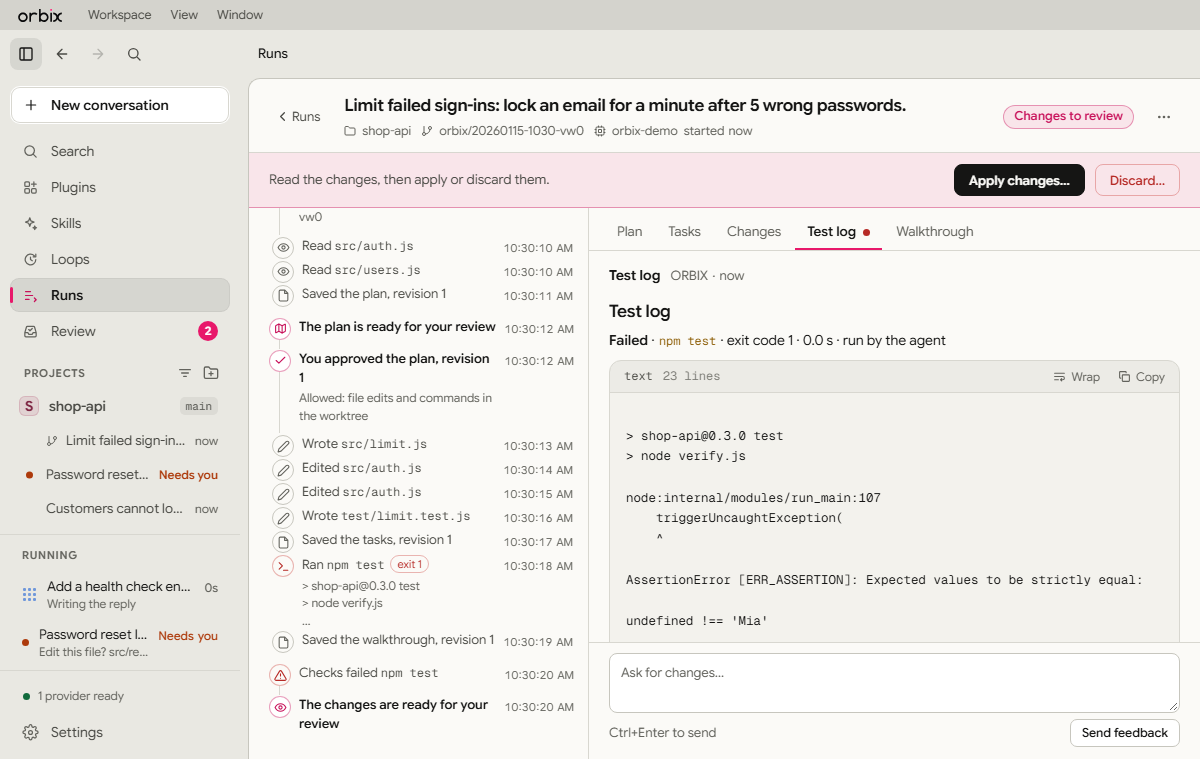 orbix Workspace View Window
Runs
New conversation
Search
Plugins
Skills
Loops
Runs
Review 2
PROJECTS
S shop-api main
Limit failed sign-in... now
Password reset... Needs you
Customers cannot lo... now
RUNNING
Add a health check en... 0s
Writing the reply
Password reset l... Needs you
Edit this file? src/re...
1 provider ready
Settings
Runs
Limit failed sign-ins: lock an email for a minute after 5 wrong passwords.
shop-api orbix/20260115-1030-vw0 orbix-demo started now
Changes to review
Read the changes, then apply or discard them.
Apply changes...
Discard...
vw0
Read src/auth.js 10:30:10 AM
Read src/users.js 10:30:10 AM
Saved the plan, revision 1 10:30:11 AM
The plan is ready for your review 10:30:12 AM
You approved the plan, revision 10:30:12 AM
1
Allowed: file edits and commands in
the worktree
Wrote src/limit.js 10:30:13 AM
Edited src/auth.js 10:30:14 AM
Edited src/auth.js 10:30:15 AM
Wrote test/limit.test.js 10:30:16 AM
Saved the tasks, revision 1 10:30:17 AM
Ran npm test exit 1 10:30:18 AM
> shop-api@0.3.0 test
> node verify.js
...
Saved the walkthrough, revision 1 10:30:19 AM
Checks failed npm test 10:30:20 AM
The changes are ready for your 10:30:20 AM
review
Plan Tasks Changes Test log Walkthrough
Test log ORBIX · now
Test log
Failed · npm test · exit code 1 · 0.0 s · run by the agent
text 23 lines Wrap Copy
> shop-api@0.3.0 test
> node verify.js
node:internal/modules/run_main:107
triggerUncaughtException(
^
AssertionError [ERR_ASSERTION]: Expected values to be strictly equal:
undefined !== 'Mia'
Ask for changes...
Ctrl+Enter to send
Send feedback